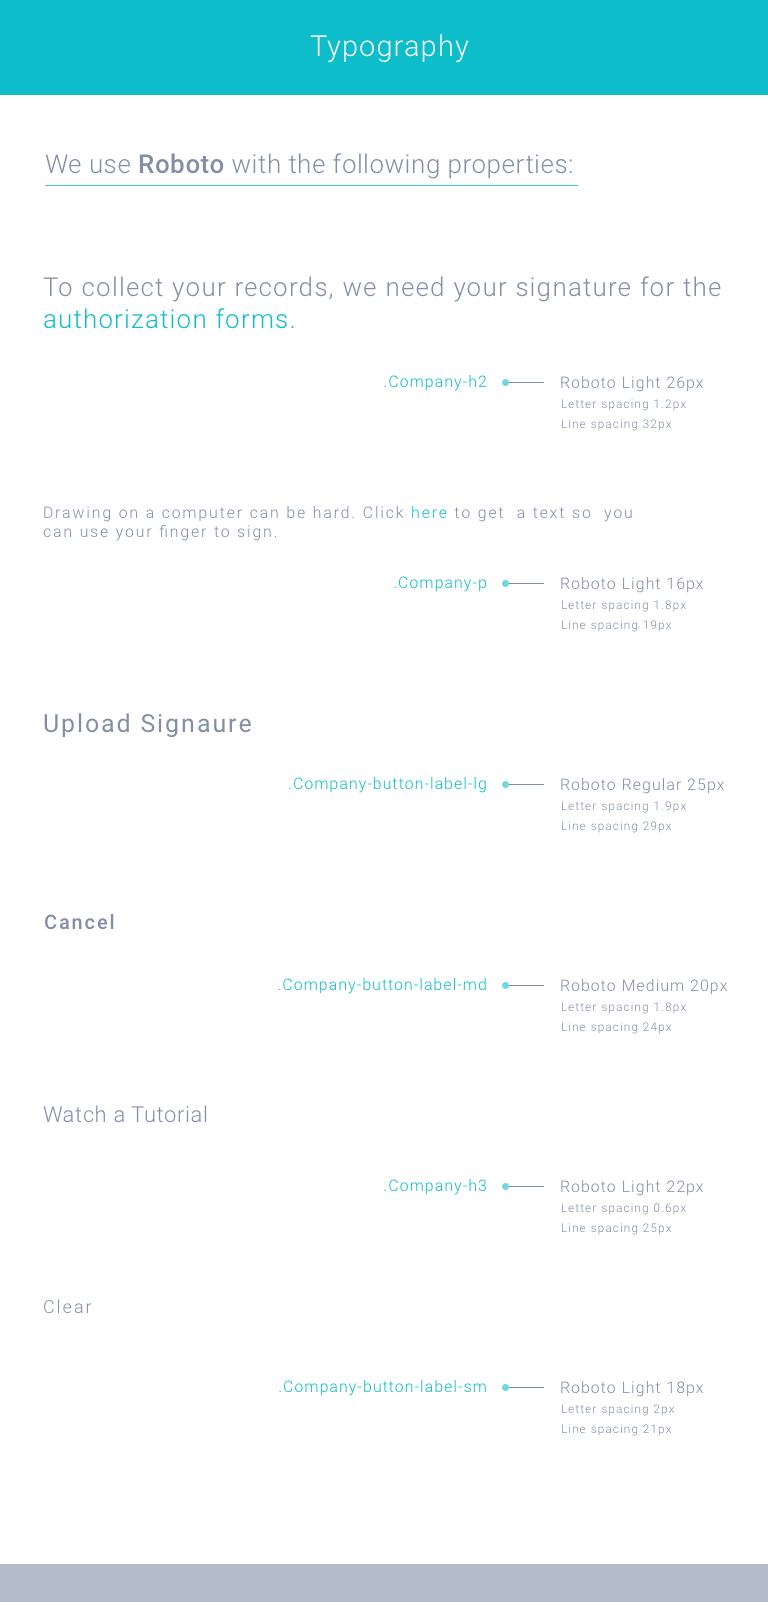 Typography
We use Roboto with the following properties:
To collect your records, we need your signature for the
authorization forms.
.Company-h2
Roboto Light 26px
Letter spacing 1.2px
Line spacing 32px
Drawing on a computer can be hard. Click here to get  a text so  you
can use your finger to sign.
.Company-p
Roboto Light 16px
Letter spacing 1.8px
Line spacing 19px
Upload Signaure
.Company-button-label-lg
Roboto Regular 25px
Letter spacing 1.9px
Line spacing 29px
Cancel
.Company-button-label-md
Roboto Medium 20px
Letter spacing 1.8px
Line spacing 24px
Watch a Tutorial
.Company-h3
Roboto Light 22px
Letter spacing 0.6px
Line spacing 25px
Clear
.Company-button-label-sm
Roboto Light 18px
Letter spacing 2px
Line spacing 21px